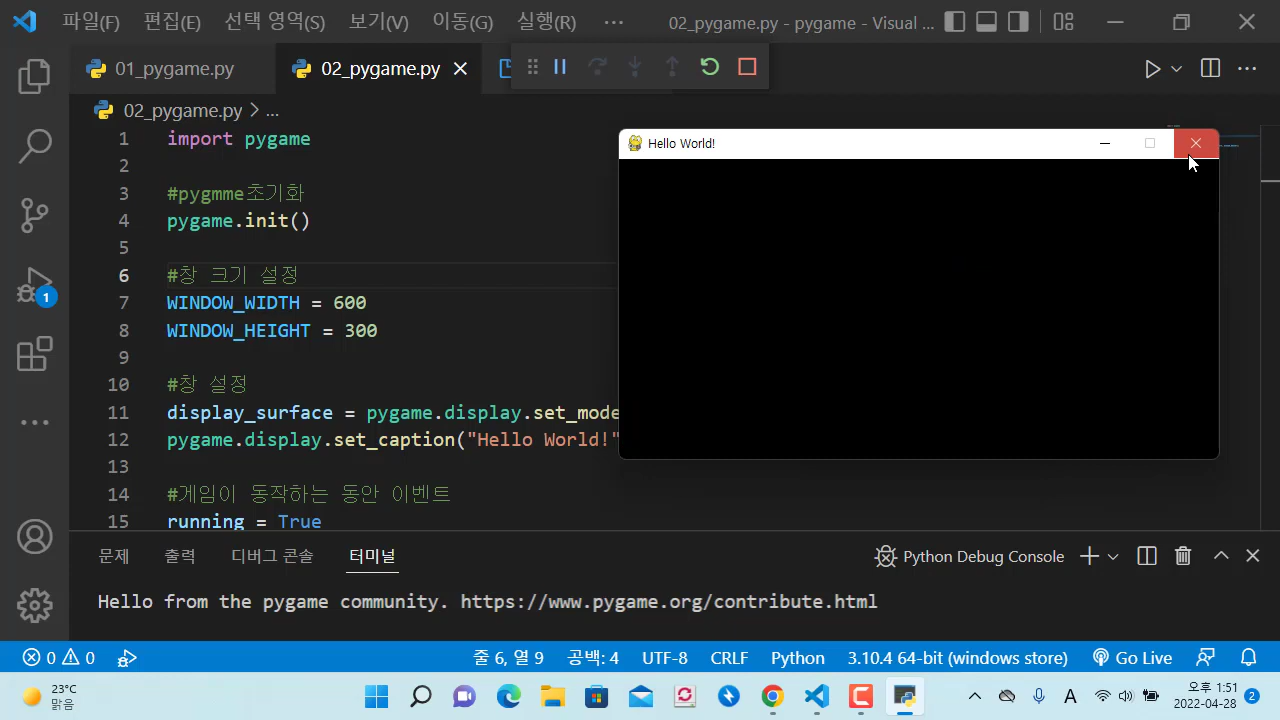 파일(F) 편집(E) 선택 영역(S) 보기(V) 이동(G) 실행(R) ··· 02_pygame.py - pygame - Visual ...
01_pygame.py 02_pygame.py
02_pygame.py > ...
1 import pygame
2
3 #pygmme초기화
4 pygame.init()
5
6 #창 크기 설정
7 WINDOW_WIDTH = 600
8 WINDOW_HEIGHT = 300
9
10 #창 설정
11 display_surface = pygame.display.set_mode
12 pygame.display.set_caption("Hello World!"
13
14 #게임이 동작하는 동안 이벤트
15 running = True
Hello World!
1
문제 출력 디버그 콘솔 터미널 Python Debug Console
Hello from the pygame community. https://www.pygame.org/contribute.html
0 0 줄 6, 열 9 공백: 4 UTF-8 CRLF Python 3.10.4 64-bit (windows store) Go Live
23°C
맑음
A
오후 1:51
2022-04-28 2